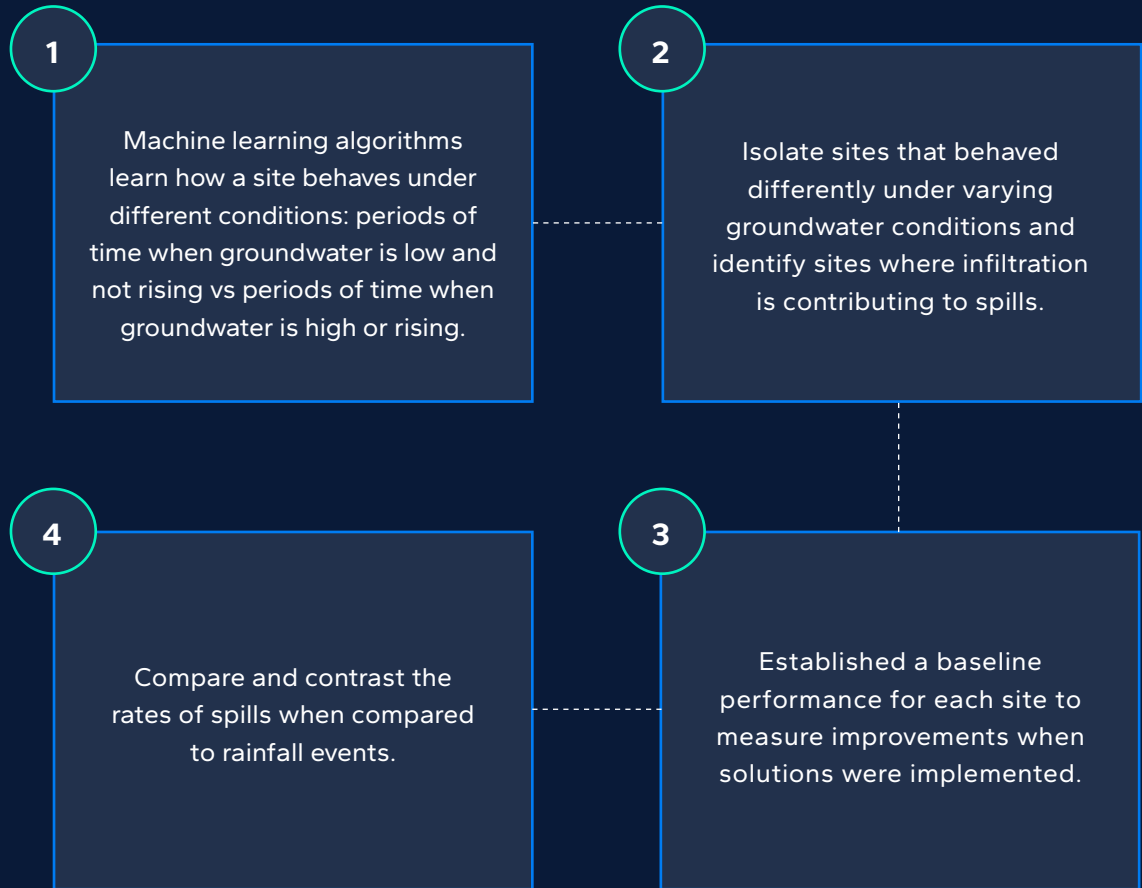 1
Machine learning algorithms
learn how a site behaves under
different conditions: periods of
time when groundwater is low and
not rising vs periods of time when
groundwater is high or rising.
2
Isolate sites that behaved
differently under varying
groundwater conditions and
identify sites where infiltration
is contributing to spills.
3
Established a baseline
performance for each site to
measure improvements when
solutions were implemented.
4
Compare and contrast the
rates of spills when compared
to rainfall events.